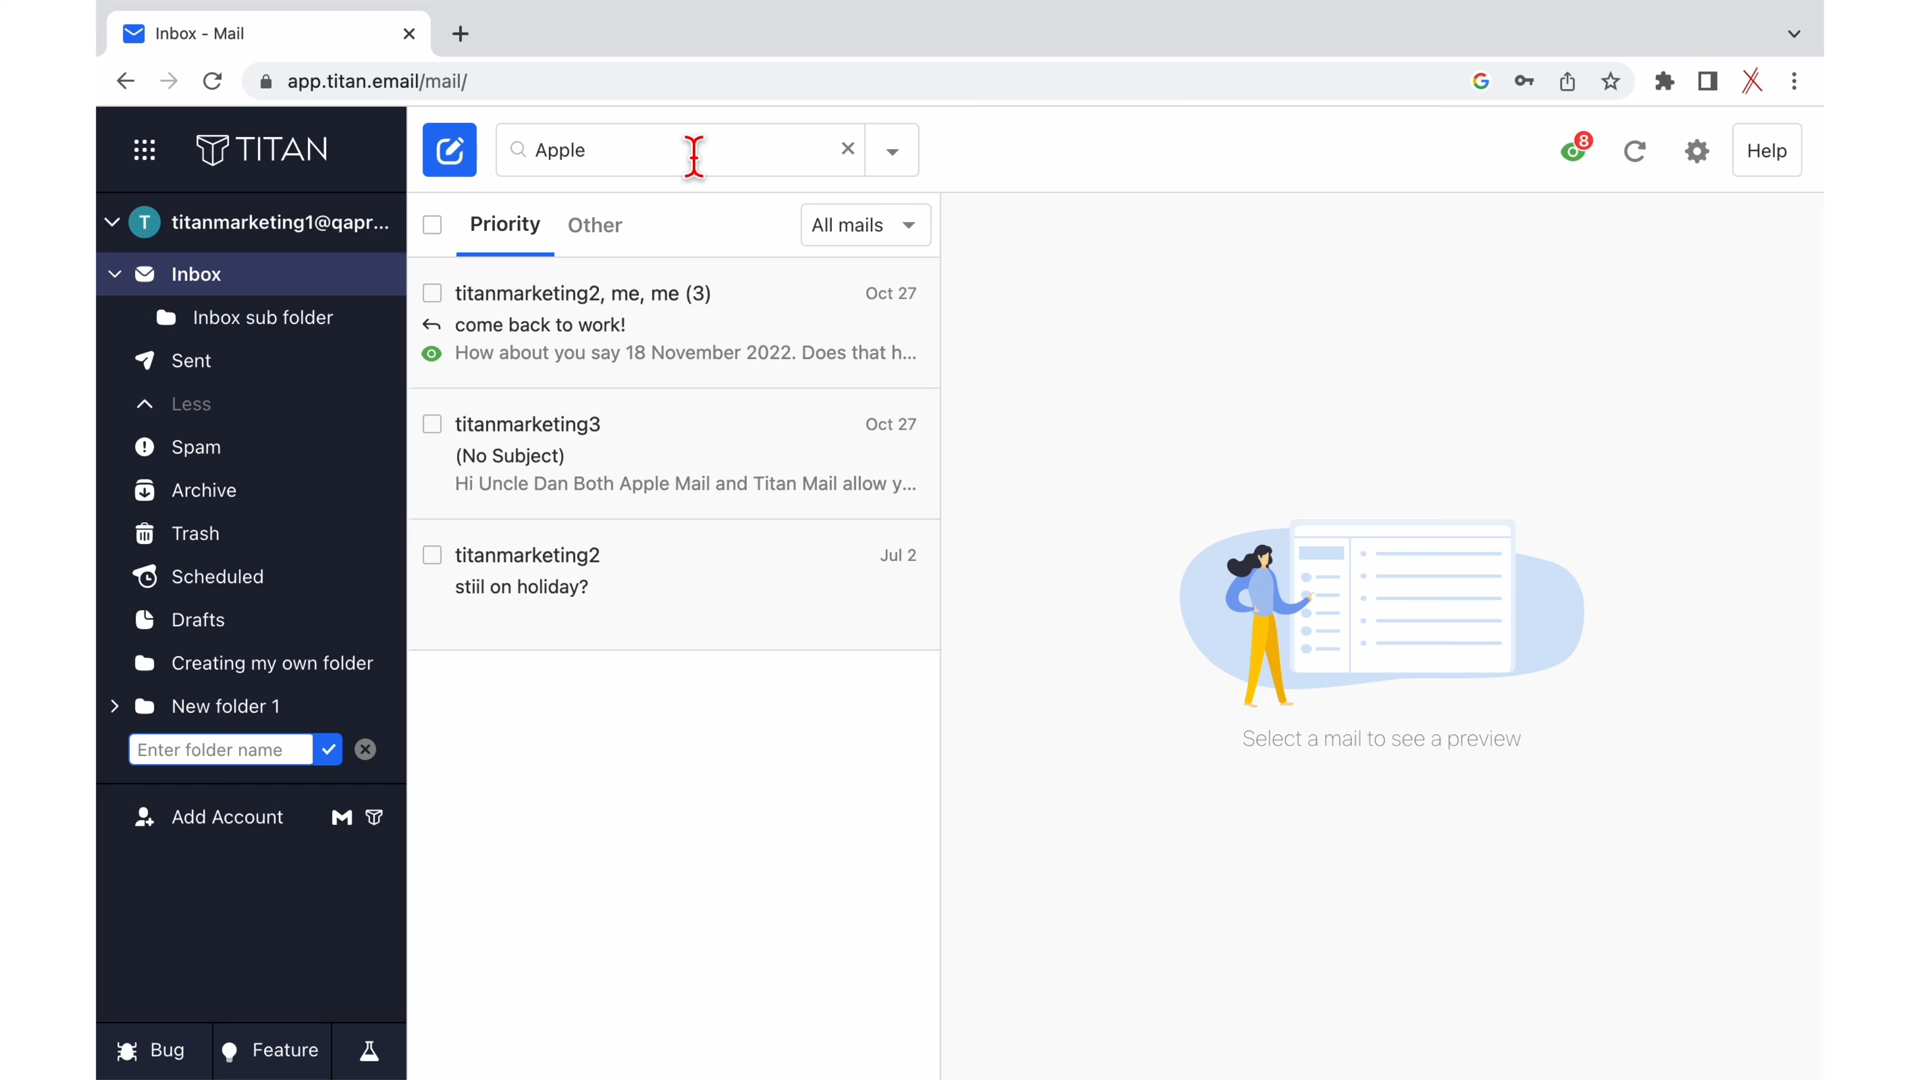 Inbox - Mail
app.titan.email/mail/
TITAN
Apple
8
Help
T titanmarketing1@qapr...
Inbox
Inbox sub folder
Sent
Less
Spam
Archive
Trash
Scheduled
Drafts
Creating my own folder
New folder 1
Enter folder name
Add Account
Bug
Feature
Priority
Other
All mails
titanmarketing2, me, me (3) Oct 27
come back to work!
How about you say 18 November 2022. Does that h...
titanmarketing3 Oct 27
(No Subject)
Hi Uncle Dan Both Apple Mail and Titan Mail allow y...
titanmarketing2 Jul 2
stiil on holiday?
Select a mail to see a preview